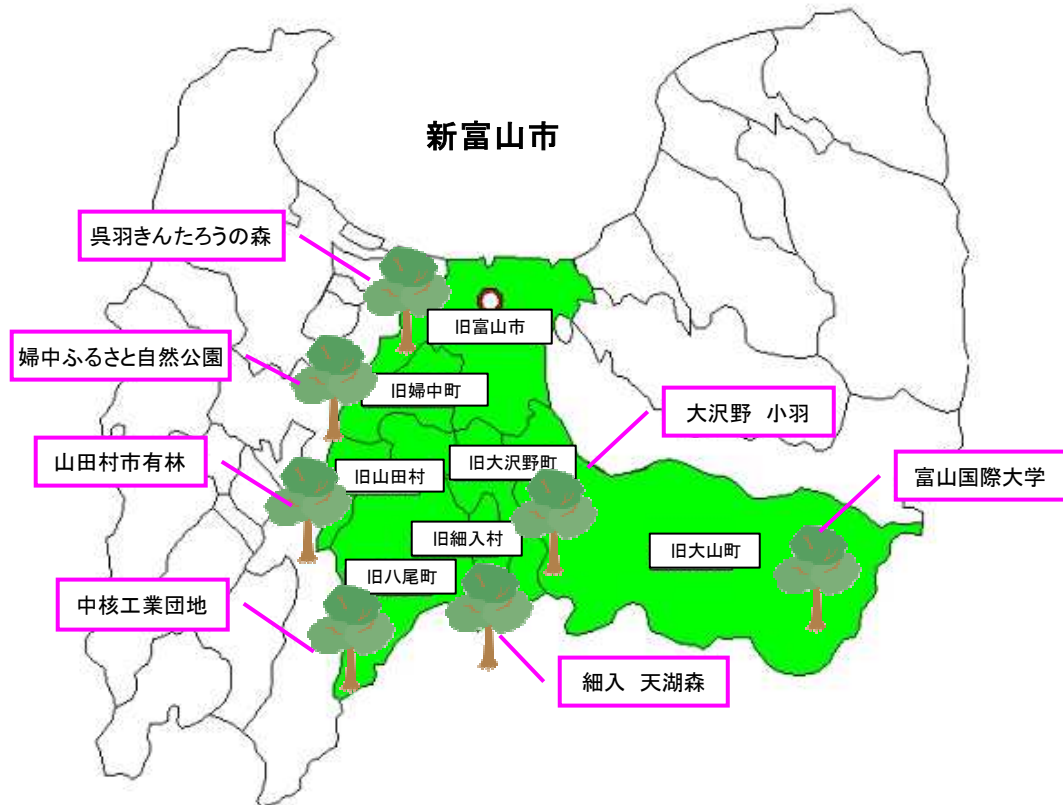 新富山市
呉羽きんたろうの森
旧富山市
婦中ふるさと自然公園
旧婦中町
大沢野 小羽
山田村市有林
旧山田村
旧大沢野町
富山国際大学
旧細入村
旧大山町
旧八尾町
中核工業団地
細入 天湖森